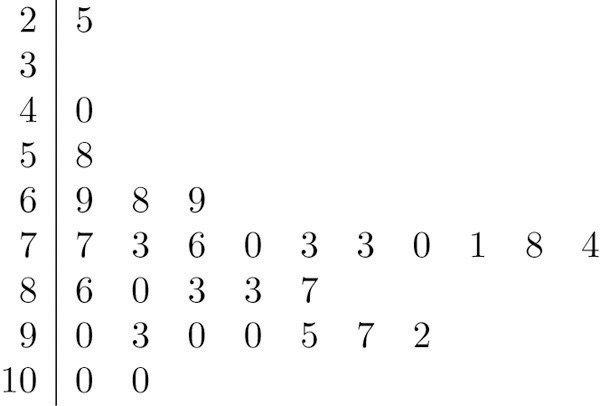 2 | 5
3 |
4 | 0
5 | 8
6 | 9 8 9
7 | 7 3 6 0 3 3 0 1 8 4
8 | 6 0 3 3 7
9 | 0 3 0 0 5 7 2
10 | 0 0